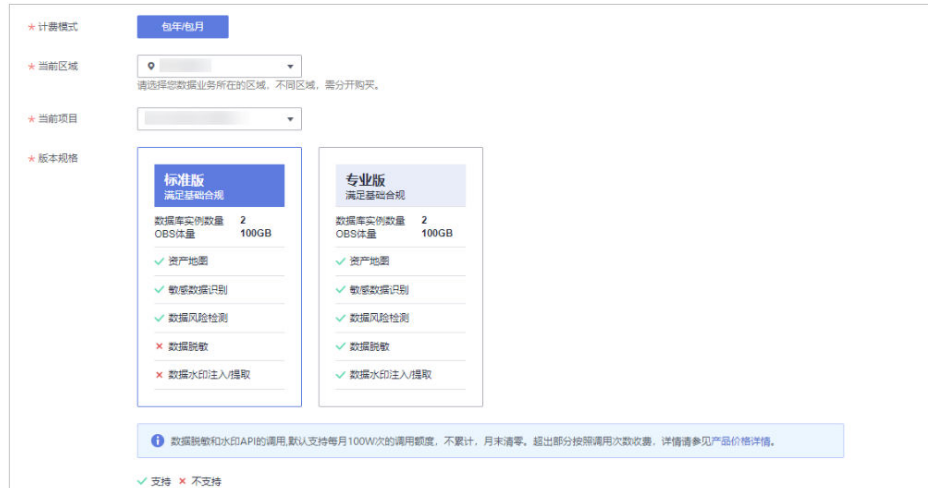 * 计费模式
包年/包月
* 当前区域
请选择您数据业务所在的区域，不同区域，需分开购买。
* 当前项目
* 版本规格
标准版
满足基础合规
数据库实例数量 2
OBS体量 100GB
✓ 资产地图
✓ 敏感数据识别
✓ 数据风险检测
× 数据脱敏
× 数据水印注入/提取
专业版
满足基础合规
数据库实例数量 2
OBS体量 100GB
✓ 资产地图
✓ 敏感数据识别
✓ 数据风险检测
✓ 数据脱敏
✓ 数据水印注入/提取
数据脱敏和水印API的调用,默认支持每月100W次的调用额度，不累计，月末清零。超出部分按照调用次数收费，详情请参见产品价格详情。
✓ 支持 × 不支持